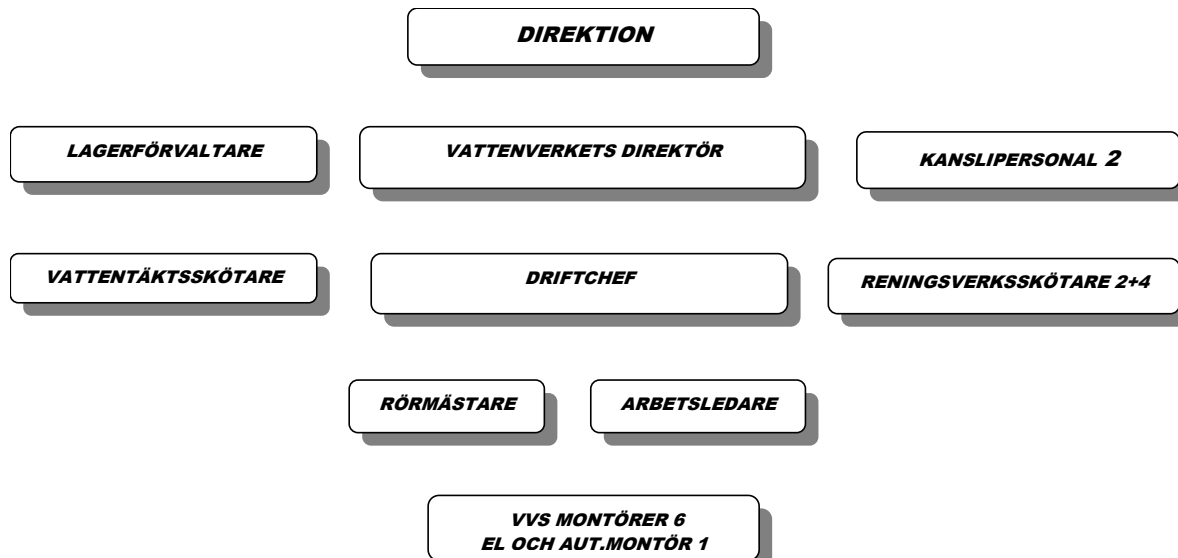 DIREKTION
LAGERFÖRVALTARE
VATTENVERKETS DIREKTÖR
KANSLIPERSONAL 2
VATTENTÄKTSSKÖTARE
DRIFTCHEF
RENINGSVERKSSKÖTARE 2+4
RÖRMÄSTARE
ARBETSLEDARE
VVS MONTÖRER 6
EL OCH AUT.MONTÖR 1